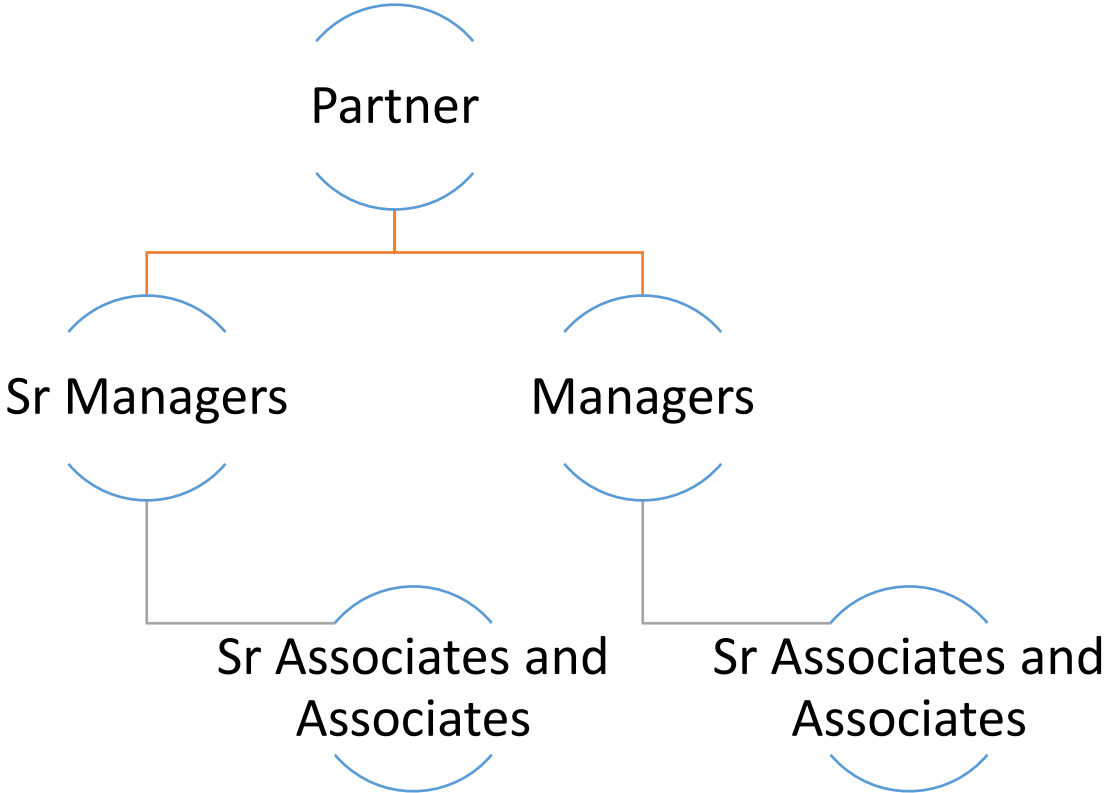 Partner
Sr Managers
Managers
Sr Associates and
Associates
Sr Associates and
Associates